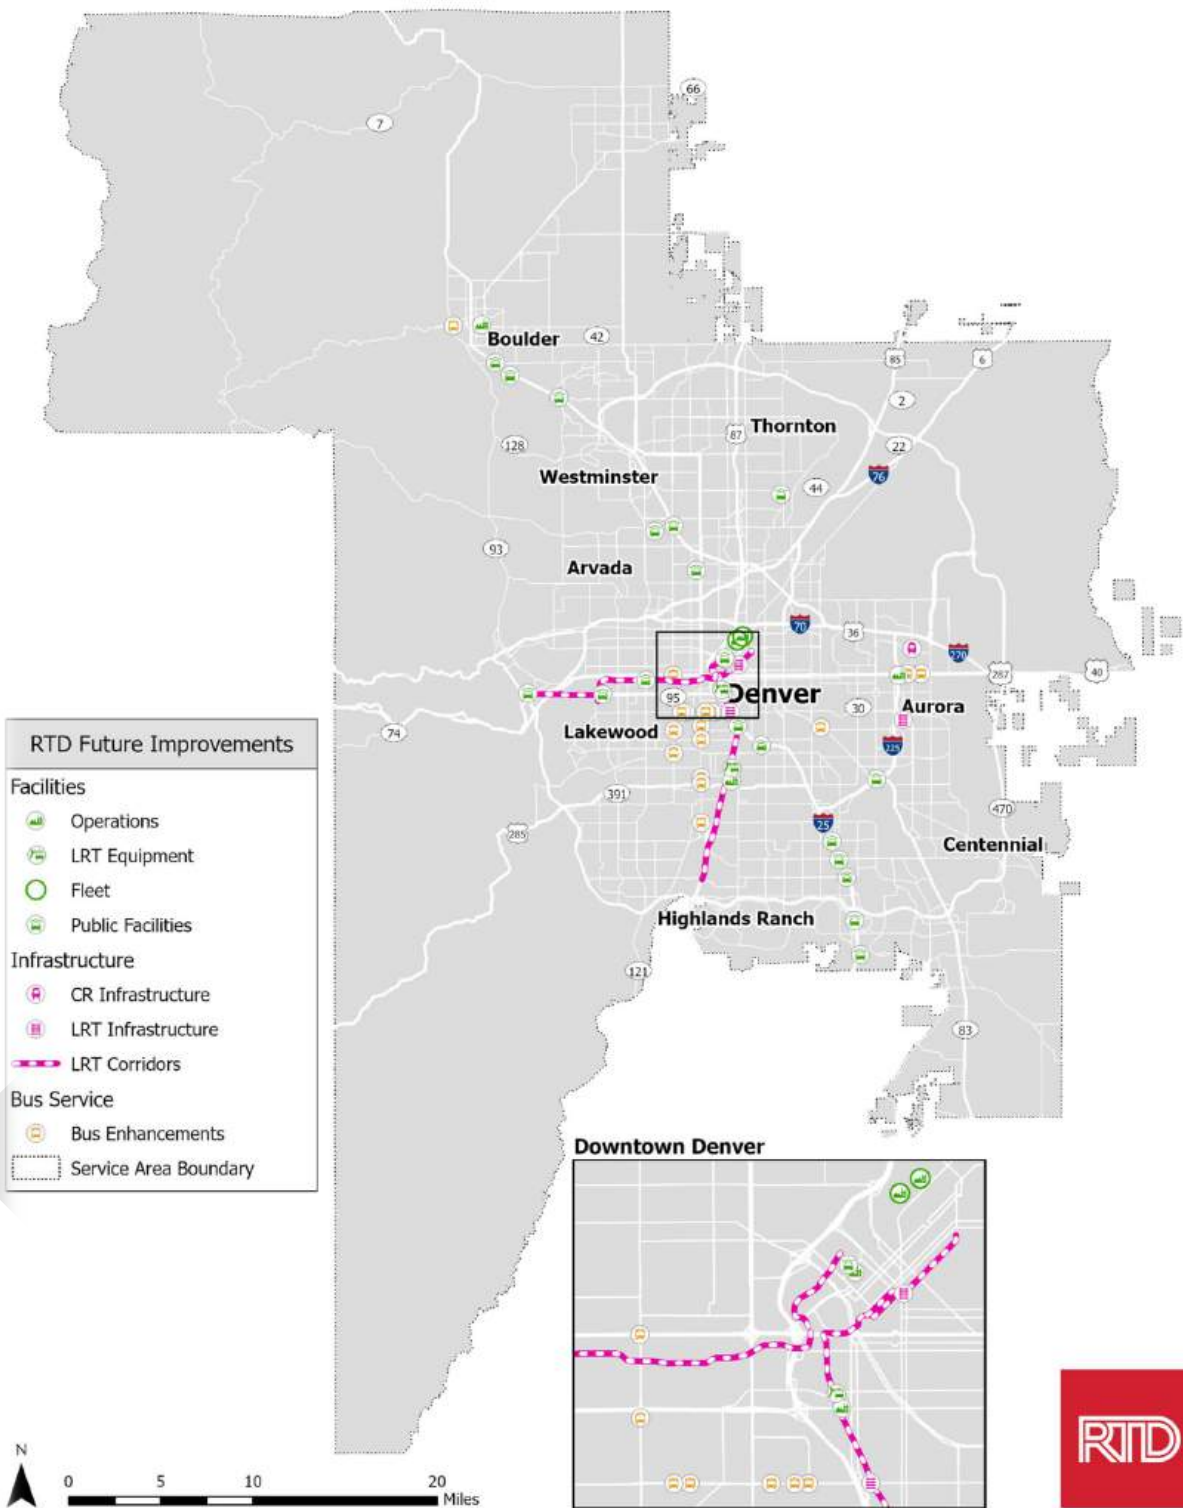 66
7
Boulder
42
85
6
2
87
Thornton
128
22
Westminster
76
44
93
Arvada
70
36
270
287
40
95
Denver
30
Aurora
74
Lakewood
225
RTD Future Improvements
Facilities
Operations
LRT Equipment
Fleet
Public Facilities
Infrastructure
CR Infrastructure
LRT Infrastructure
LRT Corridors
Bus Service
Bus Enhancements
Service Area Boundary
391
285
25
470
Centennial
Highlands Ranch
121
83
Downtown Denver
N
0 5 10 20
Miles
RTD